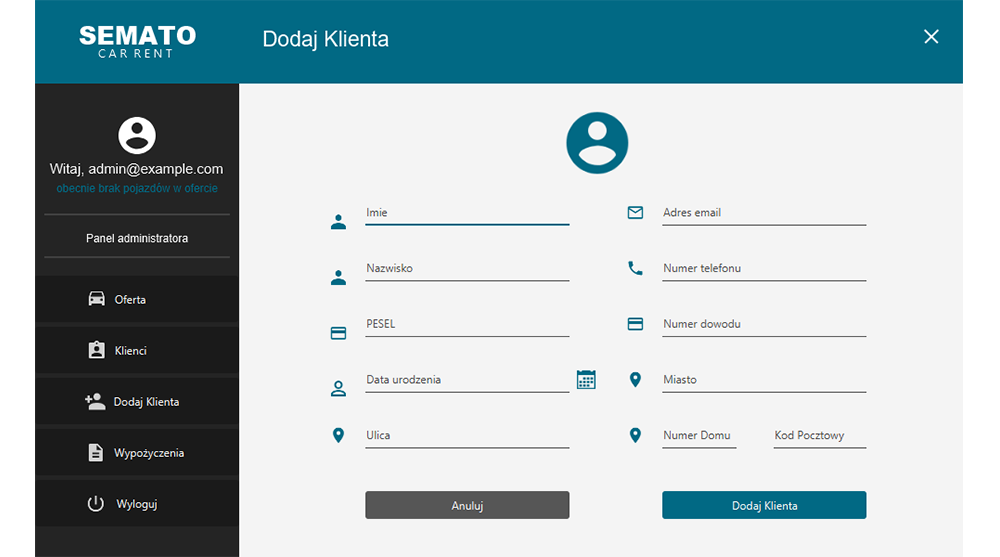 SEMATO
CAR RENT
Dodaj Klienta
Witaj, admin@example.com
obecnie brak pojazdów w ofercie
Panel administratora
Oferta
Klienci
Dodaj Klienta
Wypożyczenia
Wyloguj
Imie
Adres email
Nazwisko
Numer telefonu
PESEL
Numer dowodu
Data urodzenia
Miasto
Ulica
Numer Domu
Kod Pocztowy
Anuluj
Dodaj Klienta